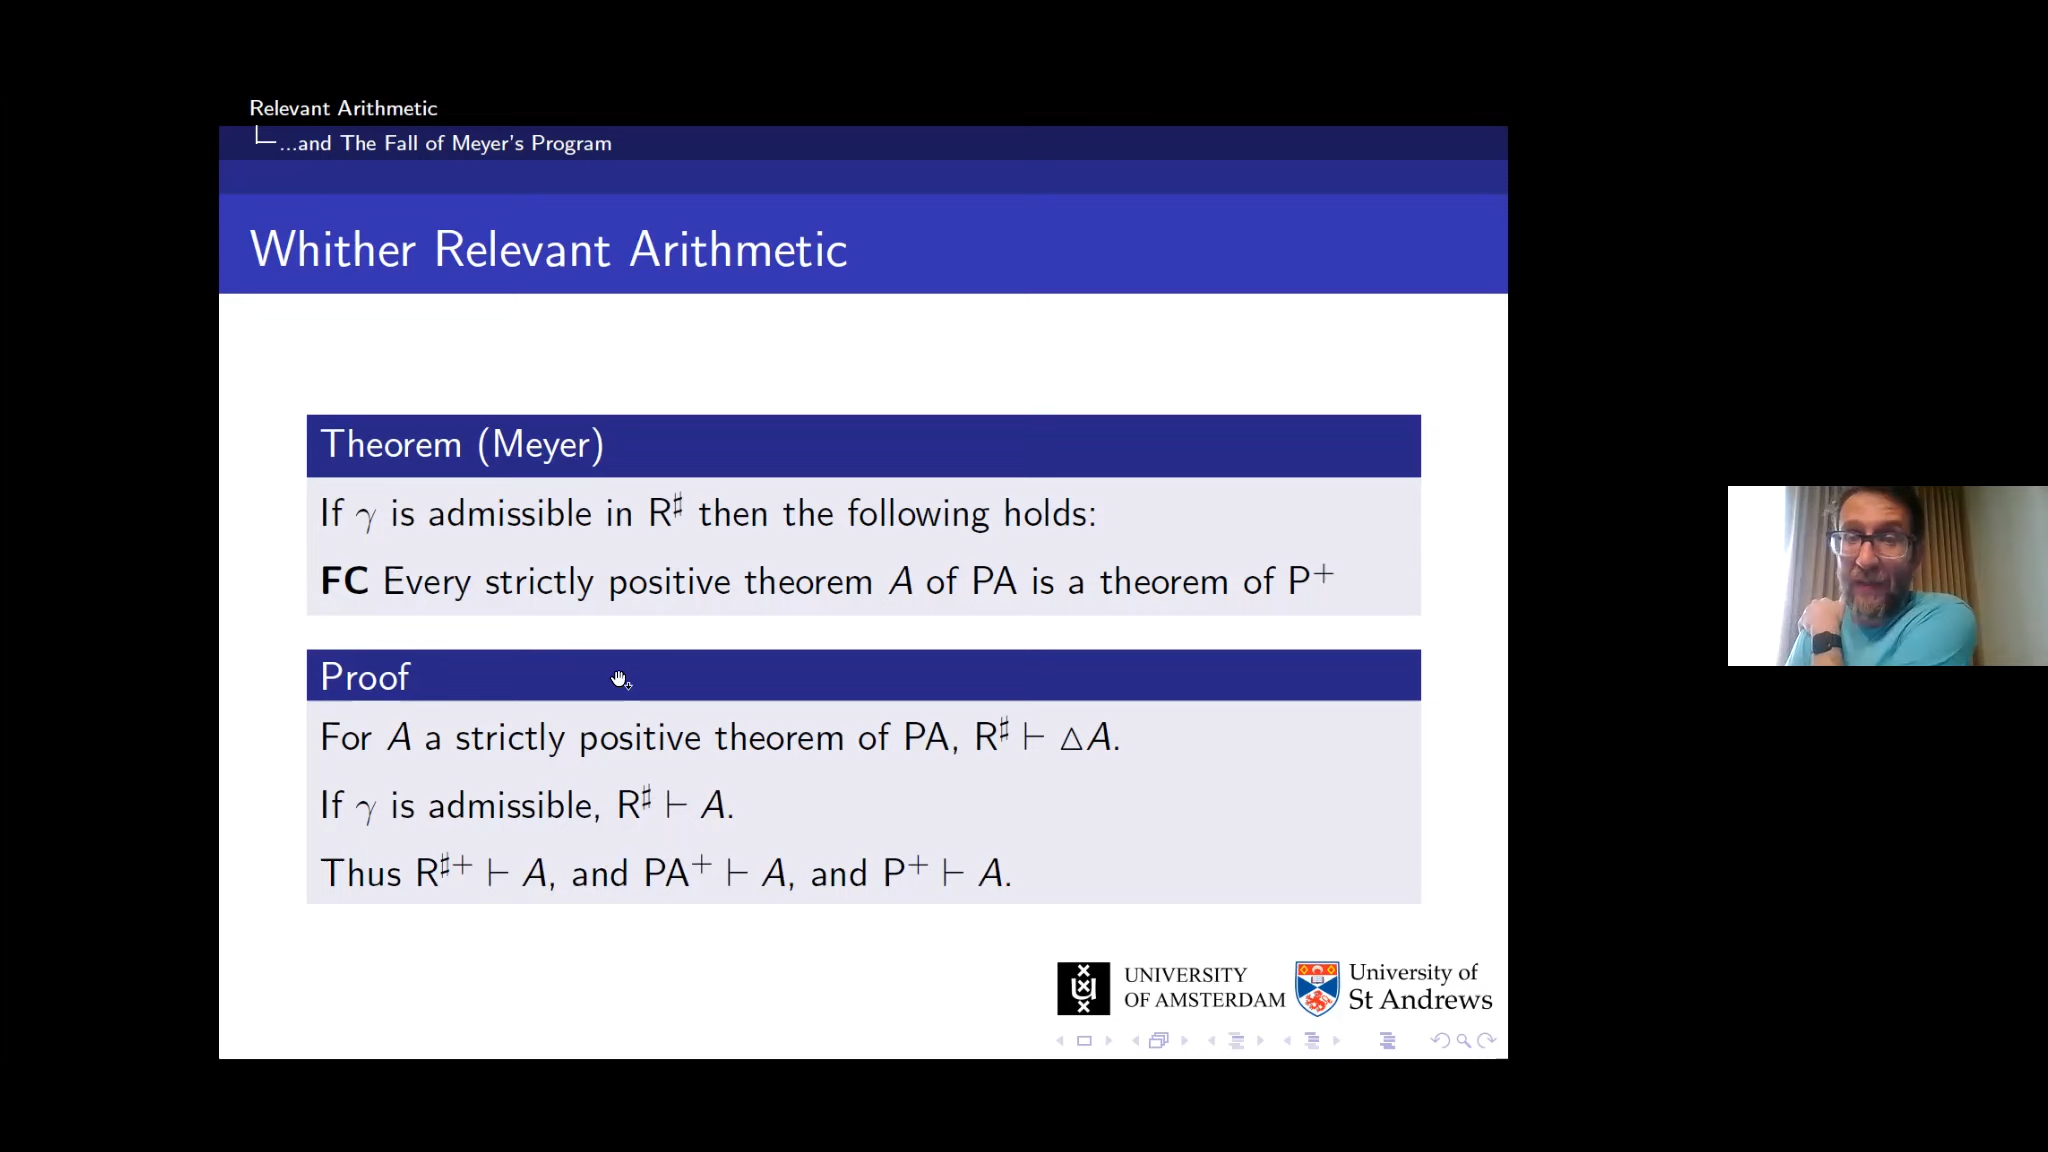 Relevant Arithmetic
...and The Fall of Meyer's Program
Whither Relevant Arithmetic
Theorem (Meyer)
If γ is admissible in R♯ then the following holds:
FC Every strictly positive theorem A of PA is a theorem of P⁺
Proof
For A a strictly positive theorem of PA, R♯ ⊢ △A.
If γ is admissible, R♯ ⊢ A.
Thus R♯⁺ ⊢ A, and PA⁺ ⊢ A, and P⁺ ⊢ A.
UNIVERSITY
OF AMSTERDAM
University of
St Andrews